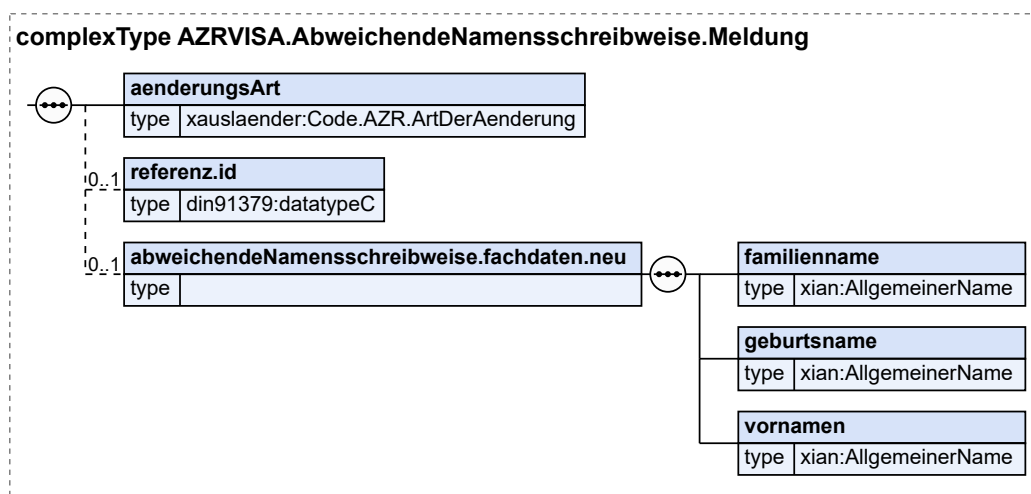 complexType AZRVISA.AbweichendeNamensschreibweise.Meldung
aenderungsArt
type xauslaender:Code.AZR.ArtDerAenderung
0..1 referenz.id
type din91379:datatypeC
0..1 abweichendeNamensschreibweise.fachdaten.neu
type
familienname
type xian:AllgemeinerName
geburtsname
type xian:AllgemeinerName
vornamen
type xian:AllgemeinerName